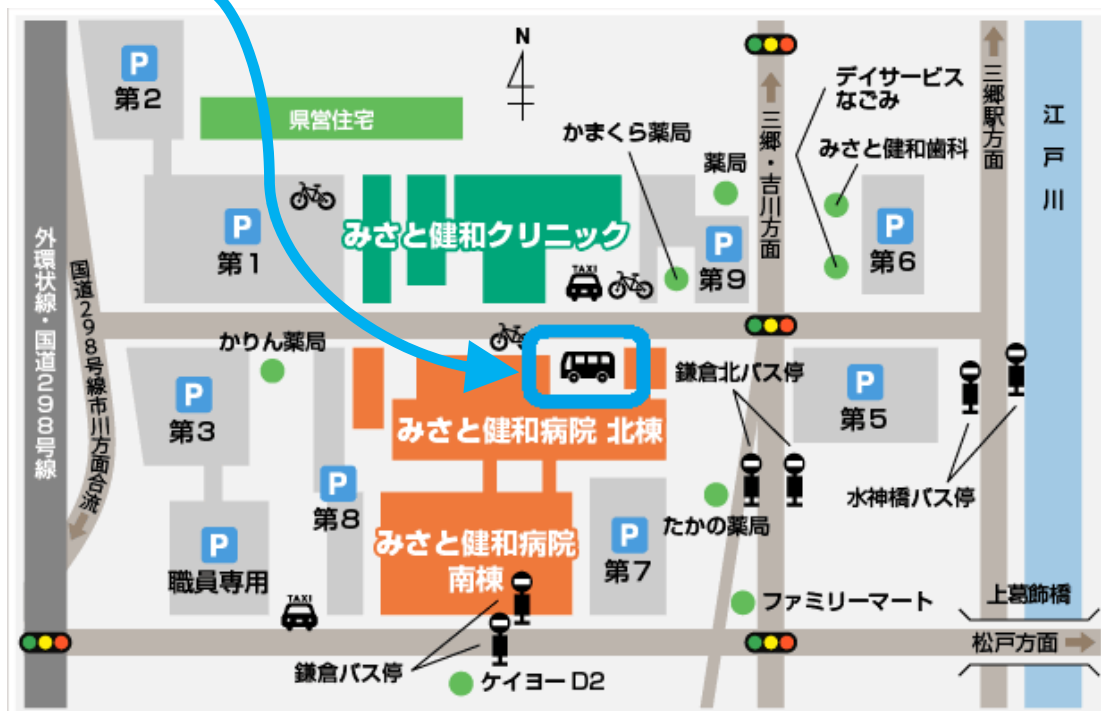 N
P
第2
県営住宅
かまくら薬局
薬局
三郷・吉川方面
デイサービス
なごみ
みさと健和歯科
三郷駅方面
江戸川
外環状線・国道298号線
国道298号線市川方面合流
P
第1
みさと健和クリニック
TAXI
P
第9
P
第6
かりん薬局
P
第3
みさと健和病院 北棟
鎌倉北バス停
P
第5
水神橋バス停
P
第8
P
職員専用
みさと健和病院
南棟
P
第7
たかの薬局
TAXI
ファミリーマート
上葛飾橋
松戸方面
鎌倉バス停
ケイヨーD2